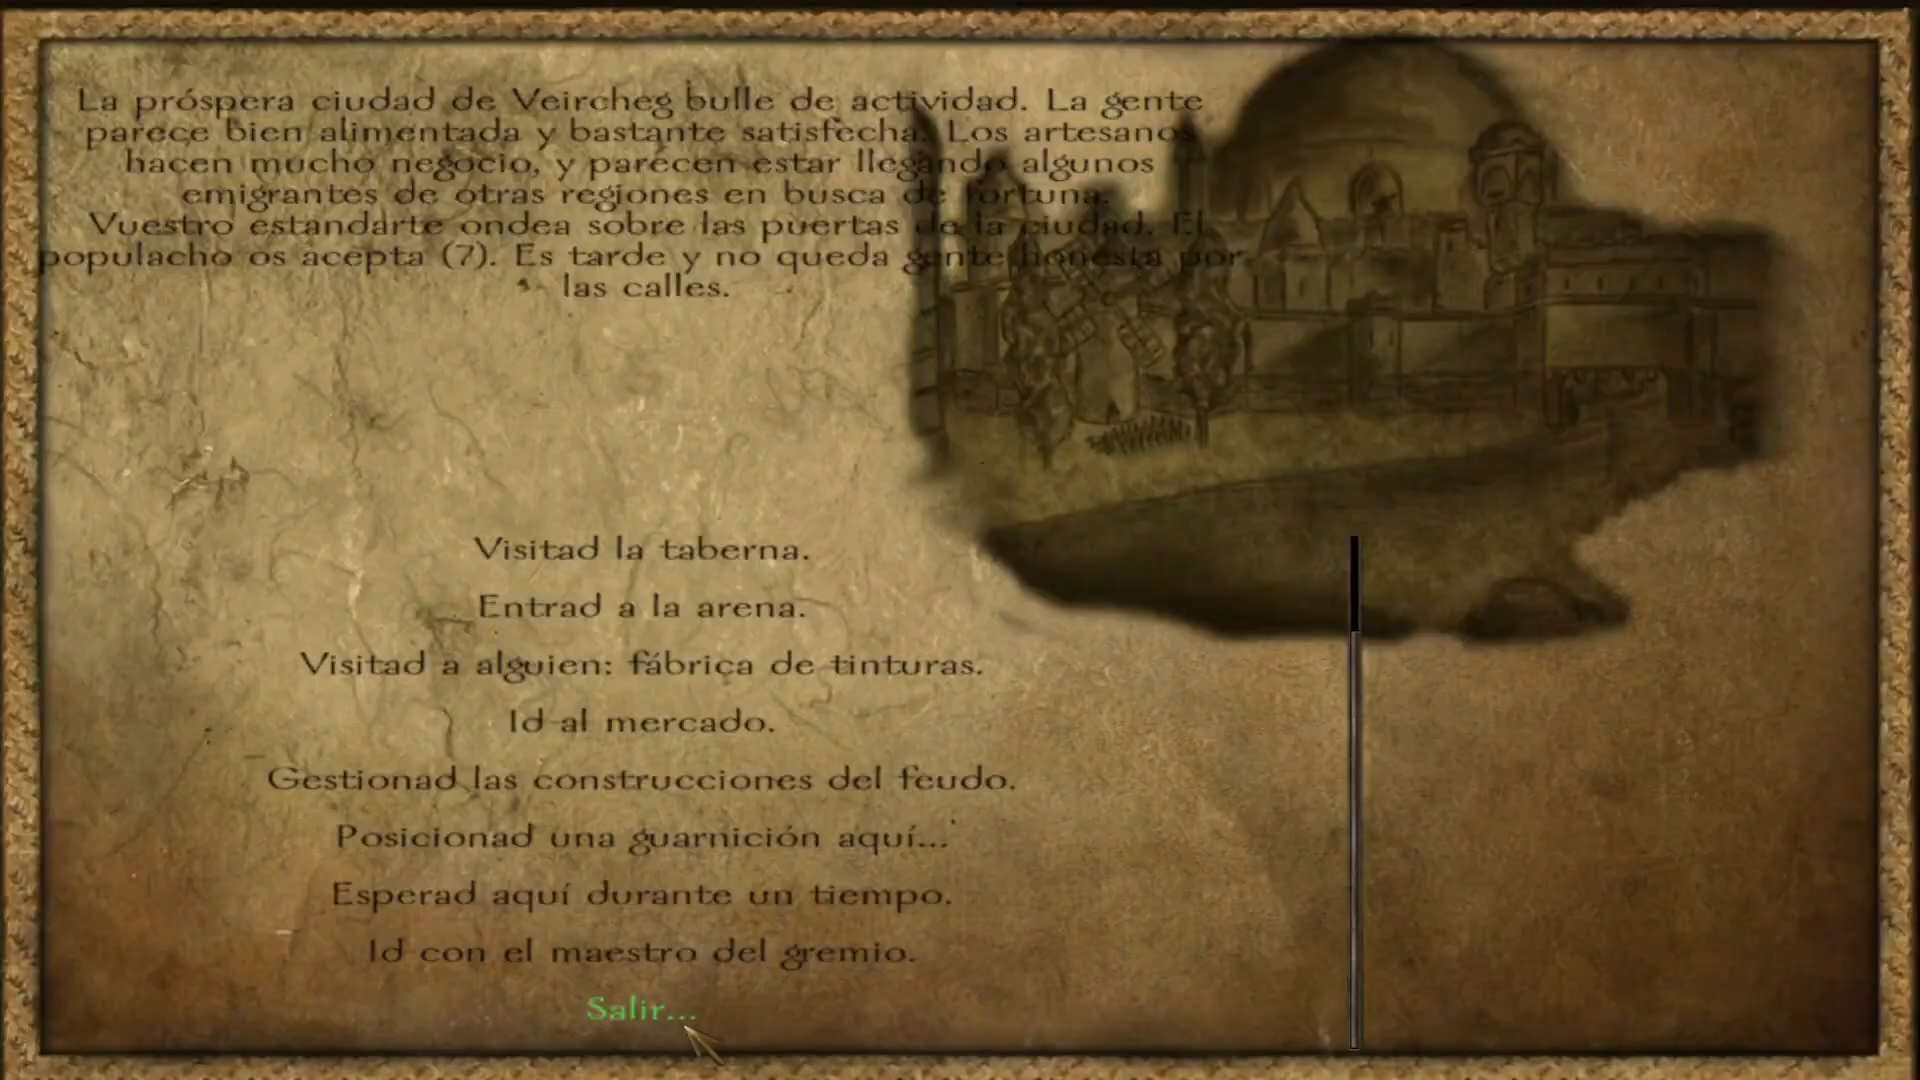 La próspera ciudad de Veircheg bulle de actividad. La gente
parece bien alimentada y bastante satisfecha. Los artesanos
hacen mucho negocio, y parecen estar llegando algunos
emigrantes de otras regiones en busca de fortuna.
Vuestro estandarte ondea sobre las puertas de la ciudad. El
populacho os acepta (7). Es tarde y no queda gente honesta por
las calles.
Visitad la taberna.
Entrad a la arena.
Visitad a alguien: fábrica de tinturas.
Id al mercado.
Gestionad las construcciones del feudo.
Posicionad una guarnición aquí...
Esperad aquí durante un tiempo.
Id con el maestro del gremio.
Salir...